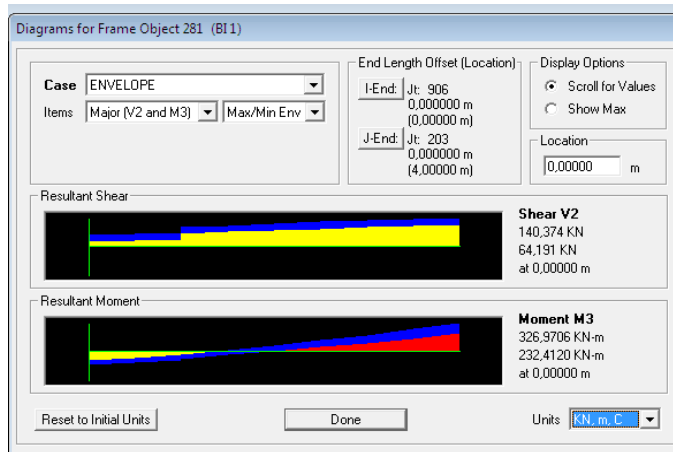 Diagrams for Frame Object 281 (BI 1)
Case ENVELOPE
Items Major (V2 and M3) Max/Min Env
End Length Offset (Location)
I-End: Jt: 906
0,000000 m
(0,00000 m)
J-End: Jt: 203
0,000000 m
(4,00000 m)
Display Options
Scroll for Values
Show Max
Location
0,00000 m
Resultant Shear
Shear V2
140,374 KN
64,191 KN
at 0,00000 m
Resultant Moment
Moment M3
326,9706 KN-m
232,4120 KN-m
at 0,00000 m
Reset to Initial Units
Done
Units KN, m, C